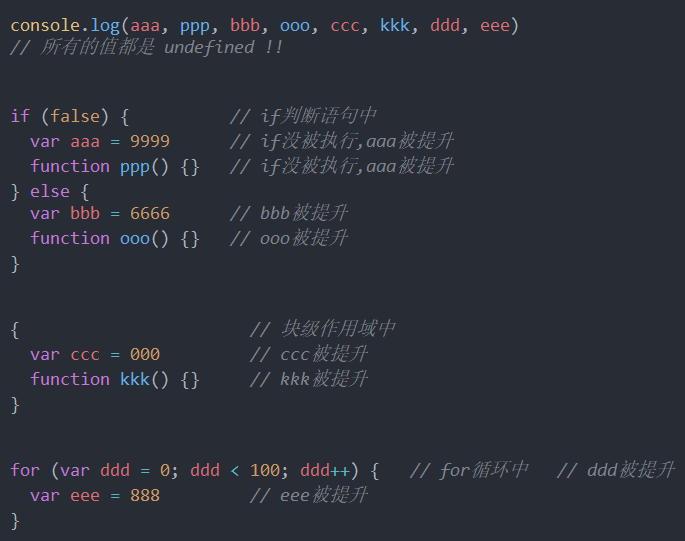 console.log(aaa, ppp, bbb, ooo, ccc, kkk, ddd, eee)
// 所有的值都是 undefined !!
if (false) { // if判断语句中
var aaa = 9999 // if没被执行,aaa被提升
function ppp() {} // if没被执行,aaa被提升
} else {
var bbb = 6666 // bbb被提升
function ooo() {} // ooo被提升
}
{ // 块级作用域中
var ccc = 000 // ccc被提升
function kkk() {} // kkk被提升
}
for (var ddd = 0; ddd < 100; ddd++) { // for循环中 // ddd被提升
var eee = 888 // eee被提升
}